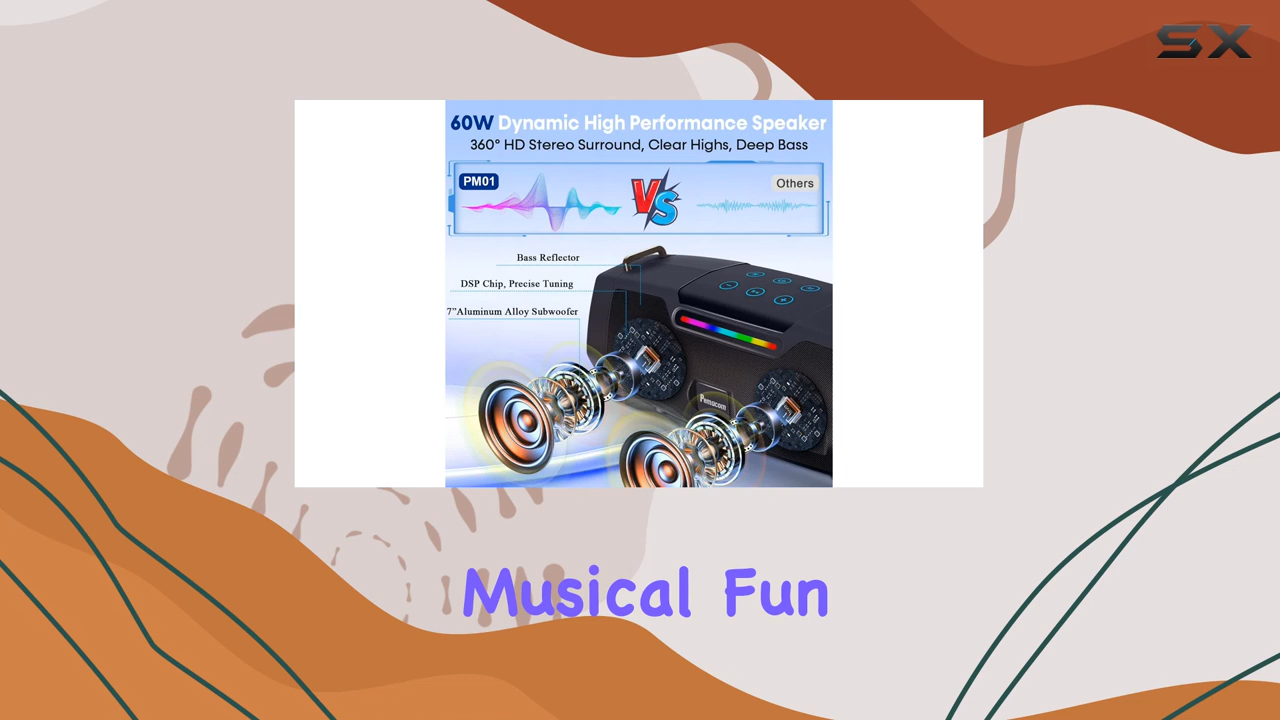 SX
60W Dynamic High Performance Speaker
360° HD Stereo Surround, Clear Highs, Deep Bass
PM01
VS
Others
Bass Reflector
DSP Chip, Precise Tuning
7"Aluminum Alloy Subwoofer
Pemucom
Musical Fun